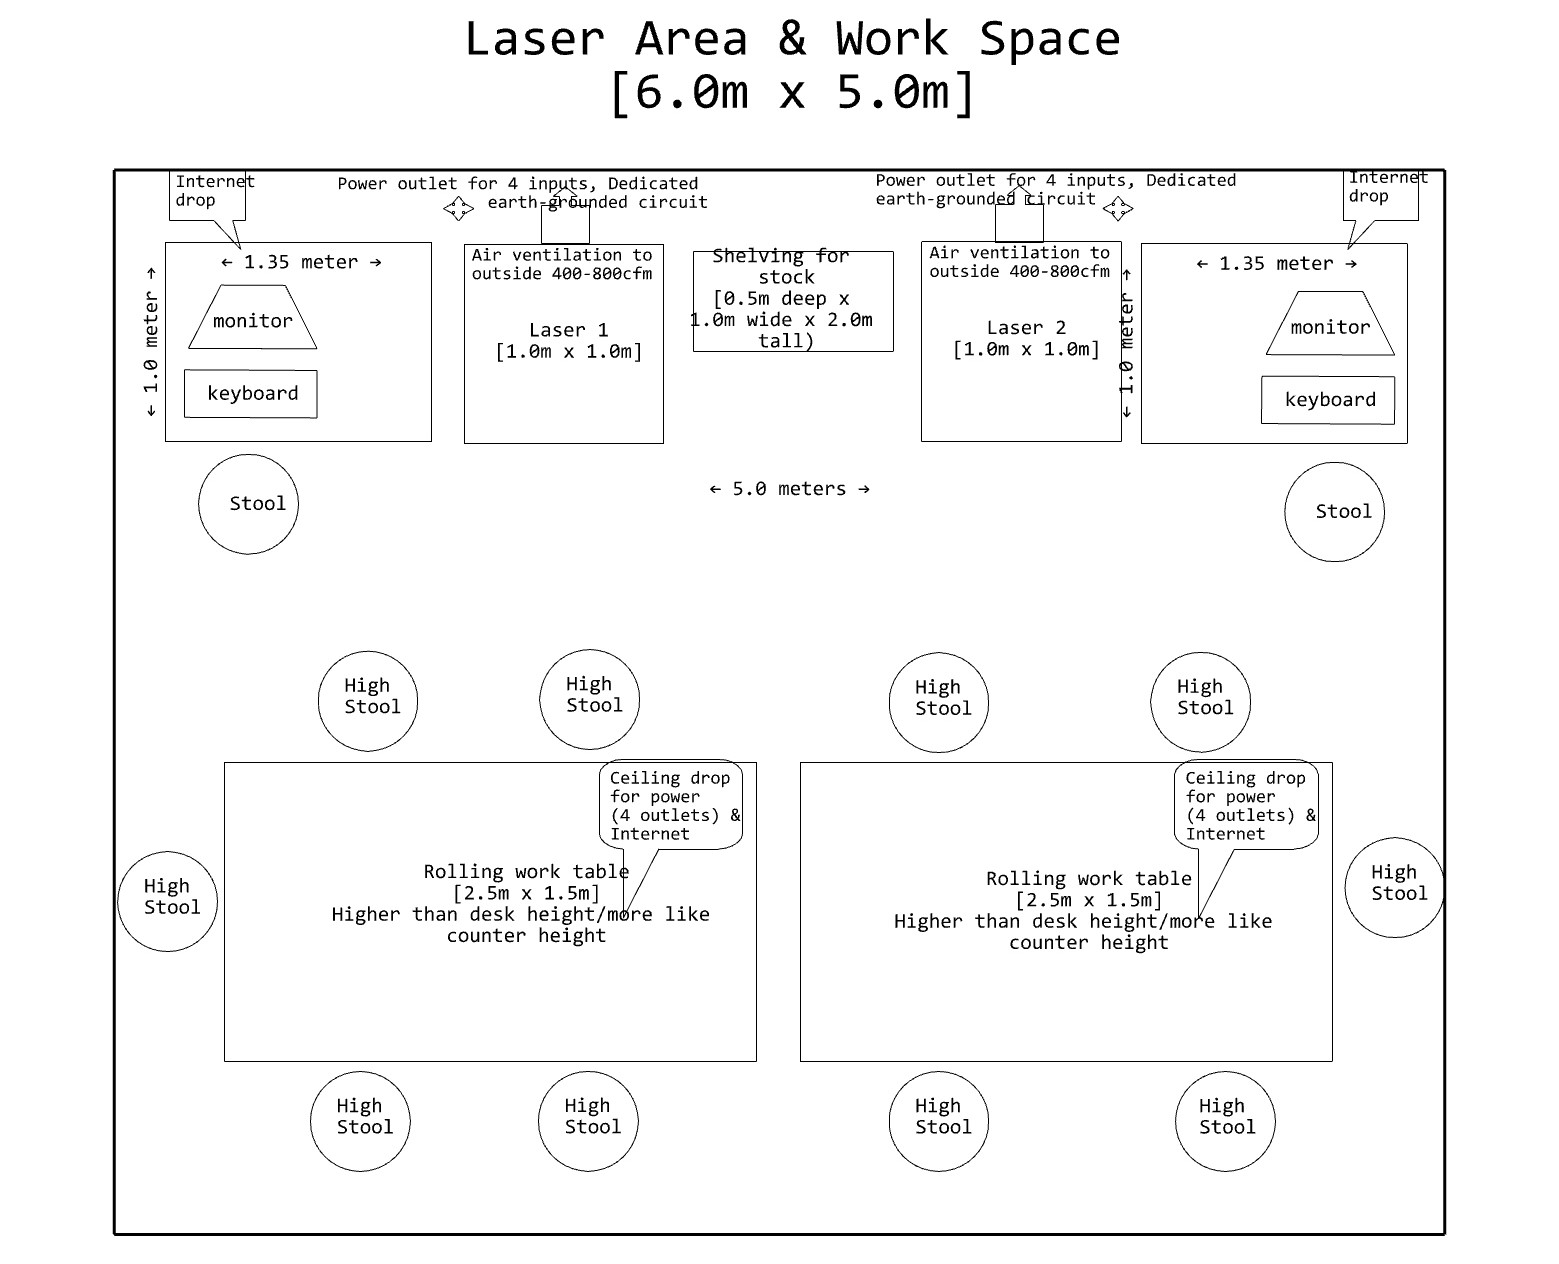 Laser Area & Work Space
[6.0m x 5.0m]
Internet
drop
Power outlet for 4 inputs, Dedicated
earth-grounded circuit
Power outlet for 4 inputs, Dedicated
earth-grounded circuit
Internet
drop
← 1.35 meter →
← 1.0 meter →
monitor
keyboard
Air ventilation to
outside 400-800cfm
Laser 1
[1.0m x 1.0m]
Shelving for
stock
[0.5m deep x
1.0m wide x 2.0m
tall)
Air ventilation to
outside 400-800cfm
Laser 2
[1.0m x 1.0m]
← 1.0 meter →
← 1.35 meter →
monitor
keyboard
Stool
← 5.0 meters →
Stool
High
Stool
High
Stool
High
Stool
High
Stool
Ceiling drop
for power
(4 outlets) &
Internet
Ceiling drop
for power
(4 outlets) &
Internet
High
Stool
Rolling work table
[2.5m x 1.5m]
Higher than desk height/more like
counter height
Rolling work table
[2.5m x 1.5m]
Higher than desk height/more like
counter height
High
Stool
High
Stool
High
Stool
High
Stool
High
Stool